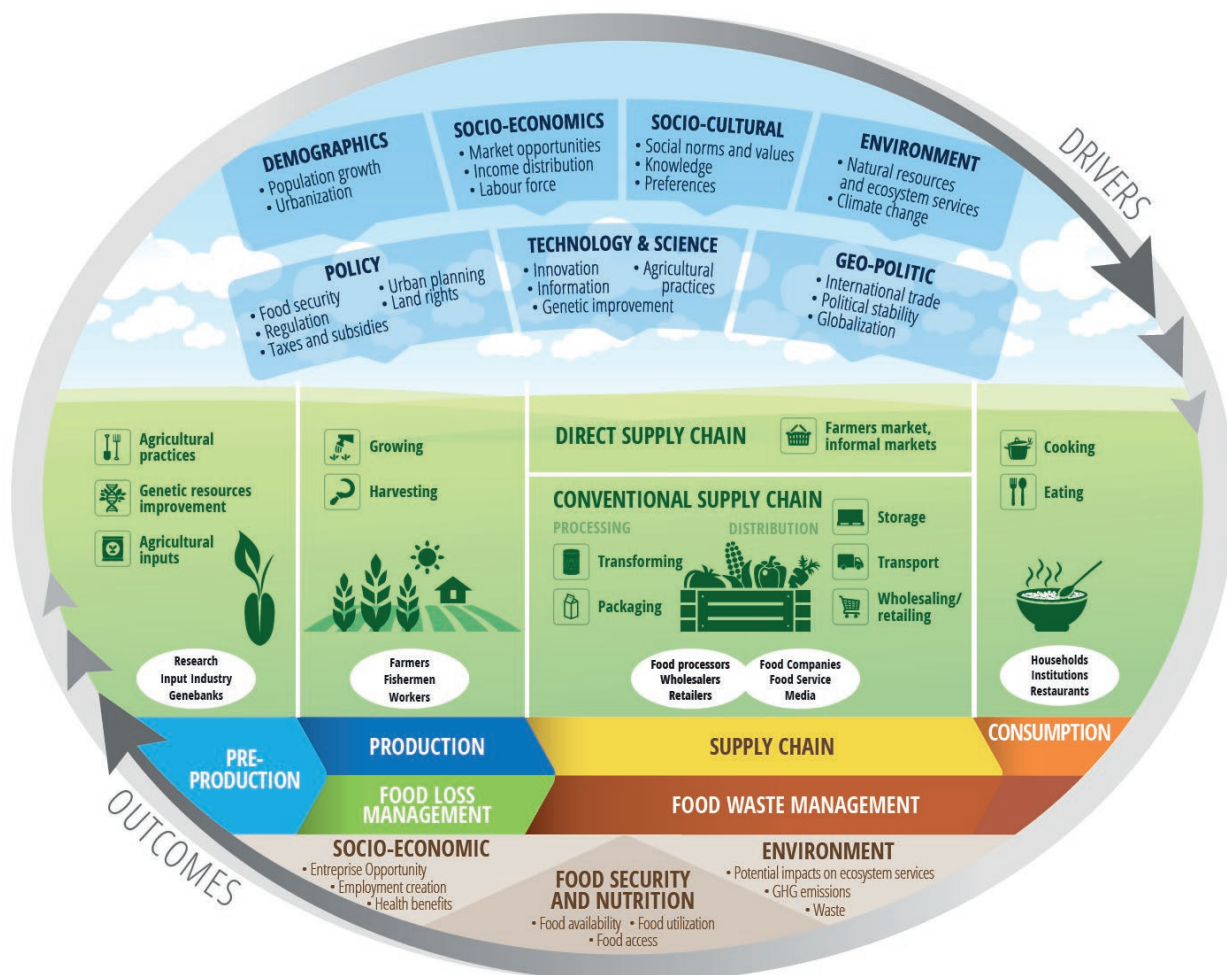 DRIVERS
DEMOGRAPHICS
• Population growth
• Urbanization
SOCIO-ECONOMICS
• Market opportunities
• Income distribution
• Labour force
SOCIO-CULTURAL
• Social norms and values
• Knowledge
• Preferences
ENVIRONMENT
• Natural resources
and ecosystem services
• Climate change
POLICY
• Food security
• Regulation
• Taxes and subsidies
• Urban planning
• Land rights
TECHNOLOGY & SCIENCE
• Innovation
• Information
• Genetic improvement
• Agricultural
practices
GEO-POLITIC
• International trade
• Political stability
• Globalization
Agricultural
practices
Genetic resources
improvement
Agricultural
inputs
Research
Input Industry
Genebanks
Growing
Harvesting
Farmers
Fishermen
Workers
DIRECT SUPPLY CHAIN
Farmers market,
informal markets
CONVENTIONAL SUPPLY CHAIN
PROCESSING
Transforming
Packaging
DISTRIBUTION
Storage
Transport
Wholesaling/
retailing
Food processors
Wholesalers
Retailers
Food Companies
Food Service
Media
Cooking
Eating
Households
Institutions
Restaurants
PRE-
PRODUCTION
PRODUCTION
SUPPLY CHAIN
CONSUMPTION
FOOD LOSS
MANAGEMENT
FOOD WASTE MANAGEMENT
OUTCOMES
SOCIO-ECONOMIC
• Entreprise Opportunity
• Employment creation
• Health benefits
FOOD SECURITY
AND NUTRITION
• Food availability • Food utilization
• Food access
ENVIRONMENT
• Potential impacts on ecosystem services
• GHG emissions
• Waste